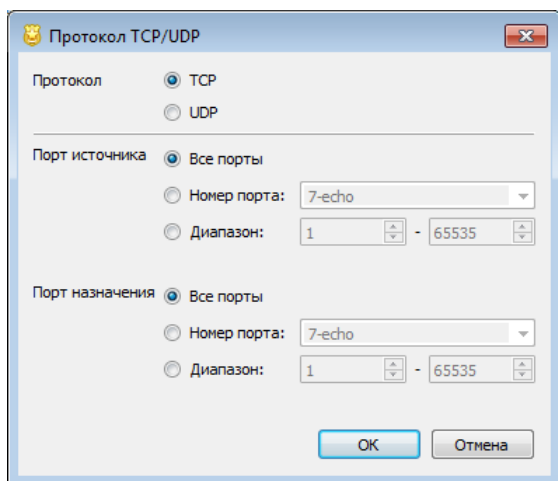 Протокол TCP/UDP
Протокол TCP
UDP
Порт источника Все порты
Номер порта: 7-echo
Диапазон: 1 - 65535
Порт назначения Все порты
Номер порта: 7-echo
Диапазон: 1 - 65535
OK Отмена